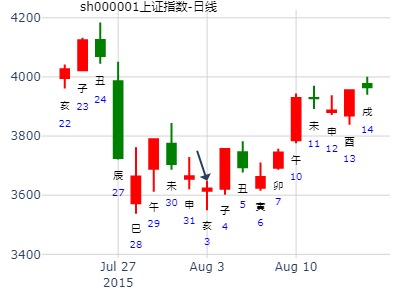 sh000001上证指数-日线
4200
4000
3800
3600
3400
亥
22
子
23
丑
24
辰
27
巳
28
午
29
未
30
申
31
亥
3
子
4
丑
5
寅
6
卯
7
午
10
未
11
申
12
酉
13
戌
14
Jul 27
2015
Aug 3
Aug 10